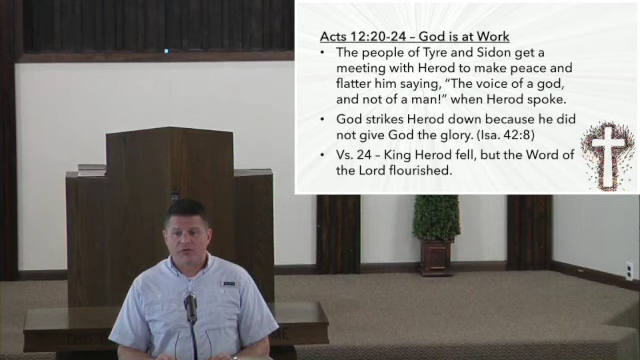 Acts 12:20-24 – God is at Work
• The people of Tyre and Sidon get a
meeting with Herod to make peace and
flatter him saying, “The voice of a god,
and not of a man!” when Herod spoke.
• God strikes Herod down because he did
not give God the glory. (Isa. 42:8)
• Vs. 24 – King Herod fell, but the Word of
the Lord flourished.
THIS
ME